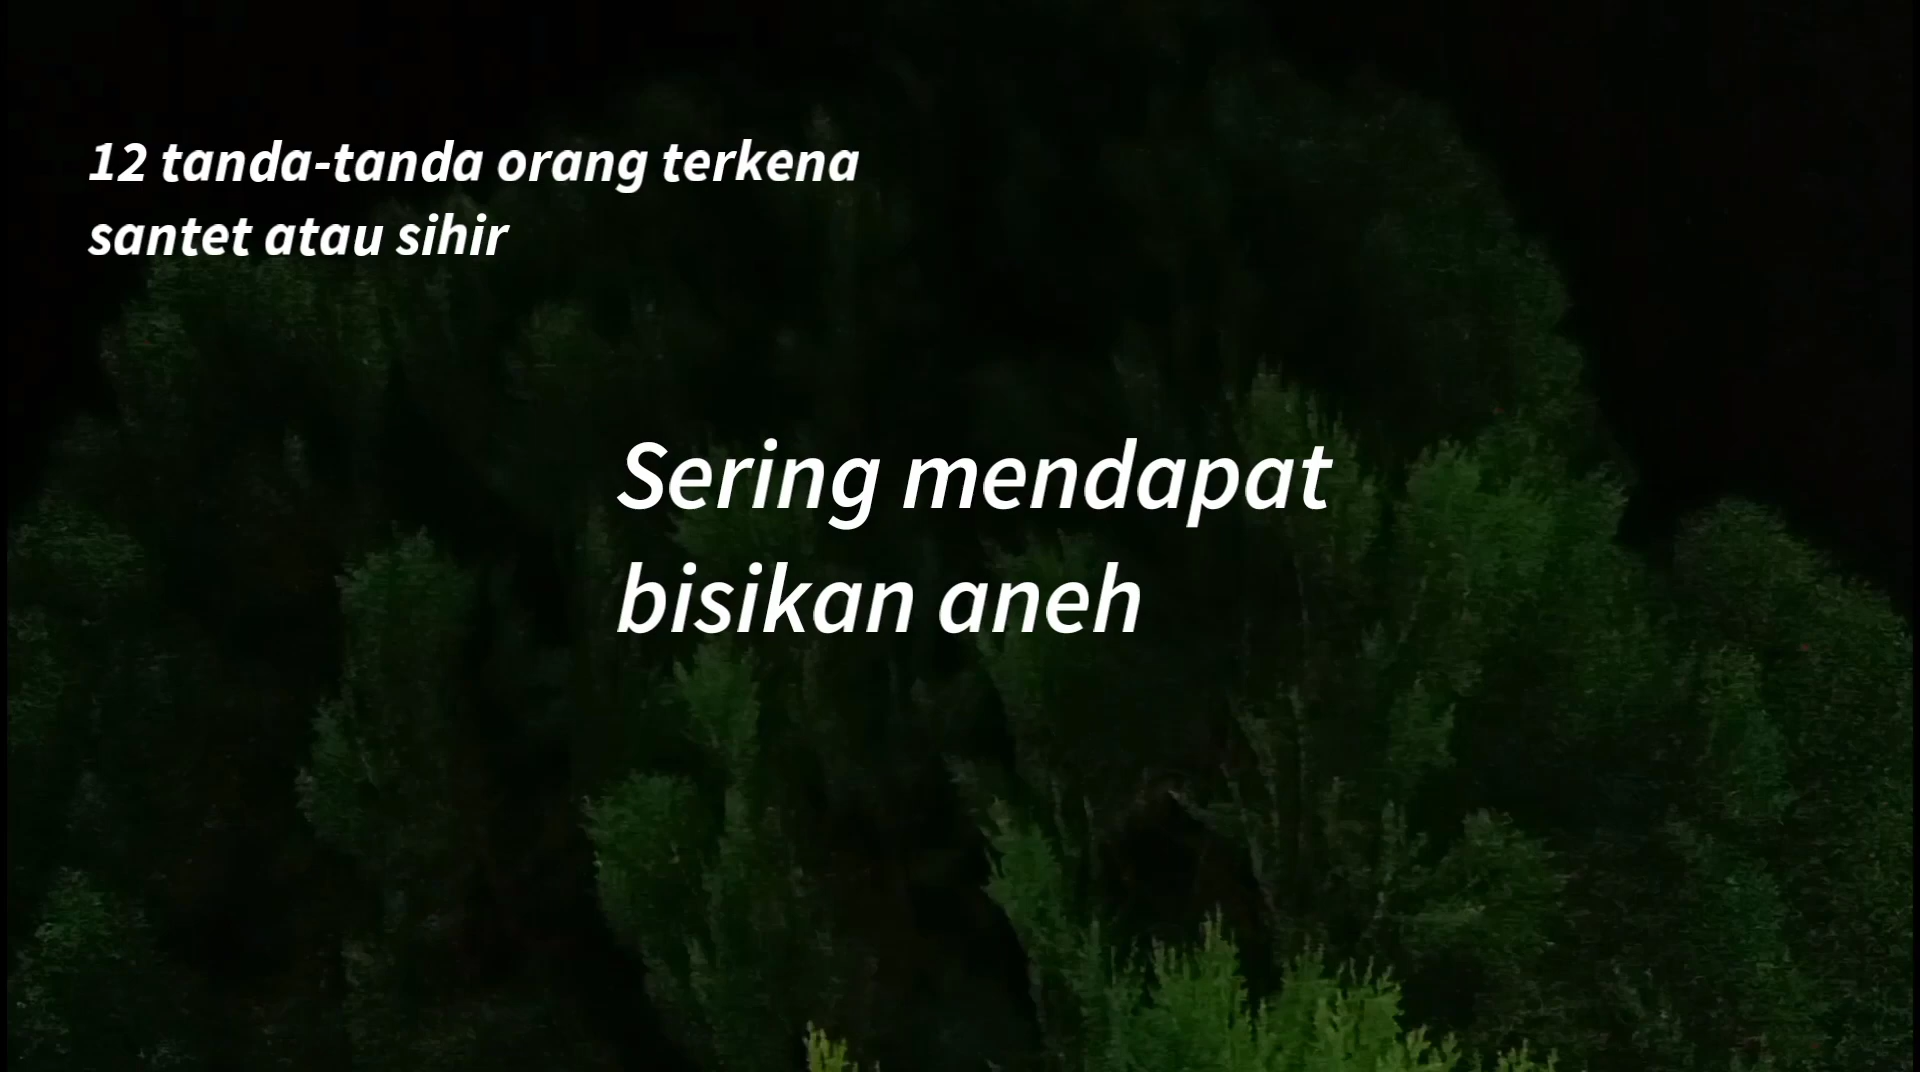 12 tanda-tanda orang terkena
santet atau sihir
Sering mendapat
bisikan aneh